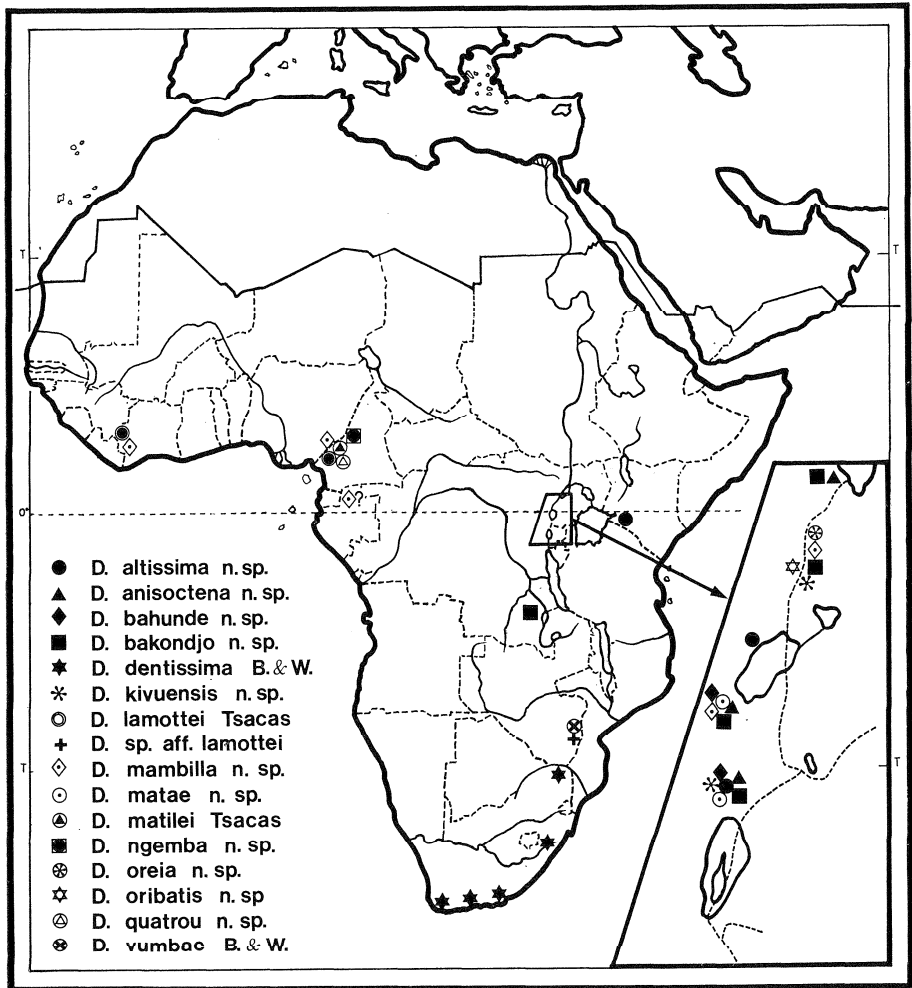 T
T
0°
?
D. altissima n. sp.
D. anisoctena n. sp.
D. bahunde n. sp.
D. bakondjo n. sp.
D. dentissima B. & W.
D. kivuensis n. sp.
D. lamottei Tsacas
D. sp. aff. lamottei
D. mambilla n. sp.
T
T
D. matae n. sp.
D. matilei Tsacas
D. ngemba n. sp.
D. oreia n. sp.
D. oribatis n. sp
D. quatrou n. sp.
D. vumbae B. & W.